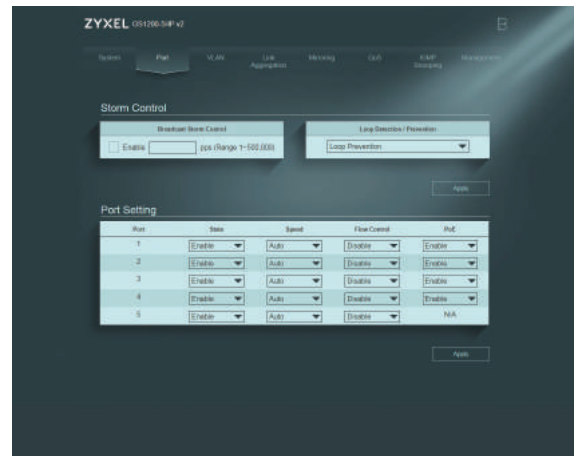 ZYXEL GS1200-5HP v2
System Port VLAN Link Aggregation Mirroring QoS IGMP Snooping Management
Storm Control
Broadcast Storm Control
Loop Detection / Prevention
Enable pps (Range 1~500,000)
Loop Prevention
Apply
Port Setting
Port State Speed Flow Control PoE
1 Enable Auto Disable Enable
2 Enable Auto Disable Enable
3 Enable Auto Disable Enable
4 Enable Auto Disable Enable
5 Enable Auto Disable N/A
Apply